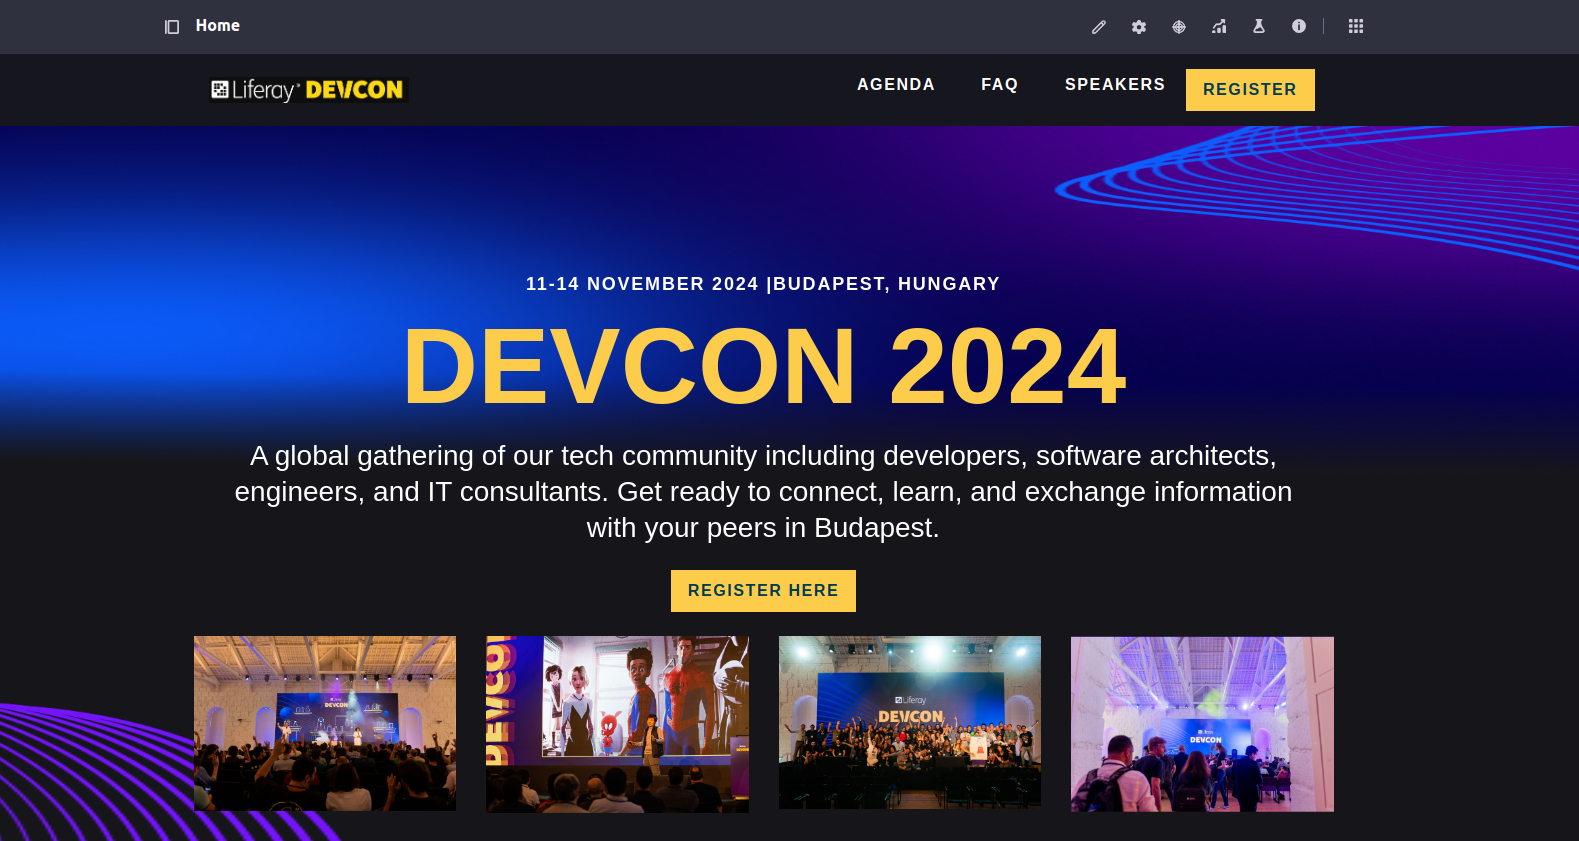 Home
Liferay DEVCON
AGENDA
FAQ
SPEAKERS
REGISTER
11-14 NOVEMBER 2024 |BUDAPEST, HUNGARY
DEVCON 2024
A global gathering of our tech community including developers, software architects,
engineers, and IT consultants. Get ready to connect, learn, and exchange information
with your peers in Budapest.
REGISTER HERE
DEVCON
DEVCON
Liferay
DEVCON
DEVCON